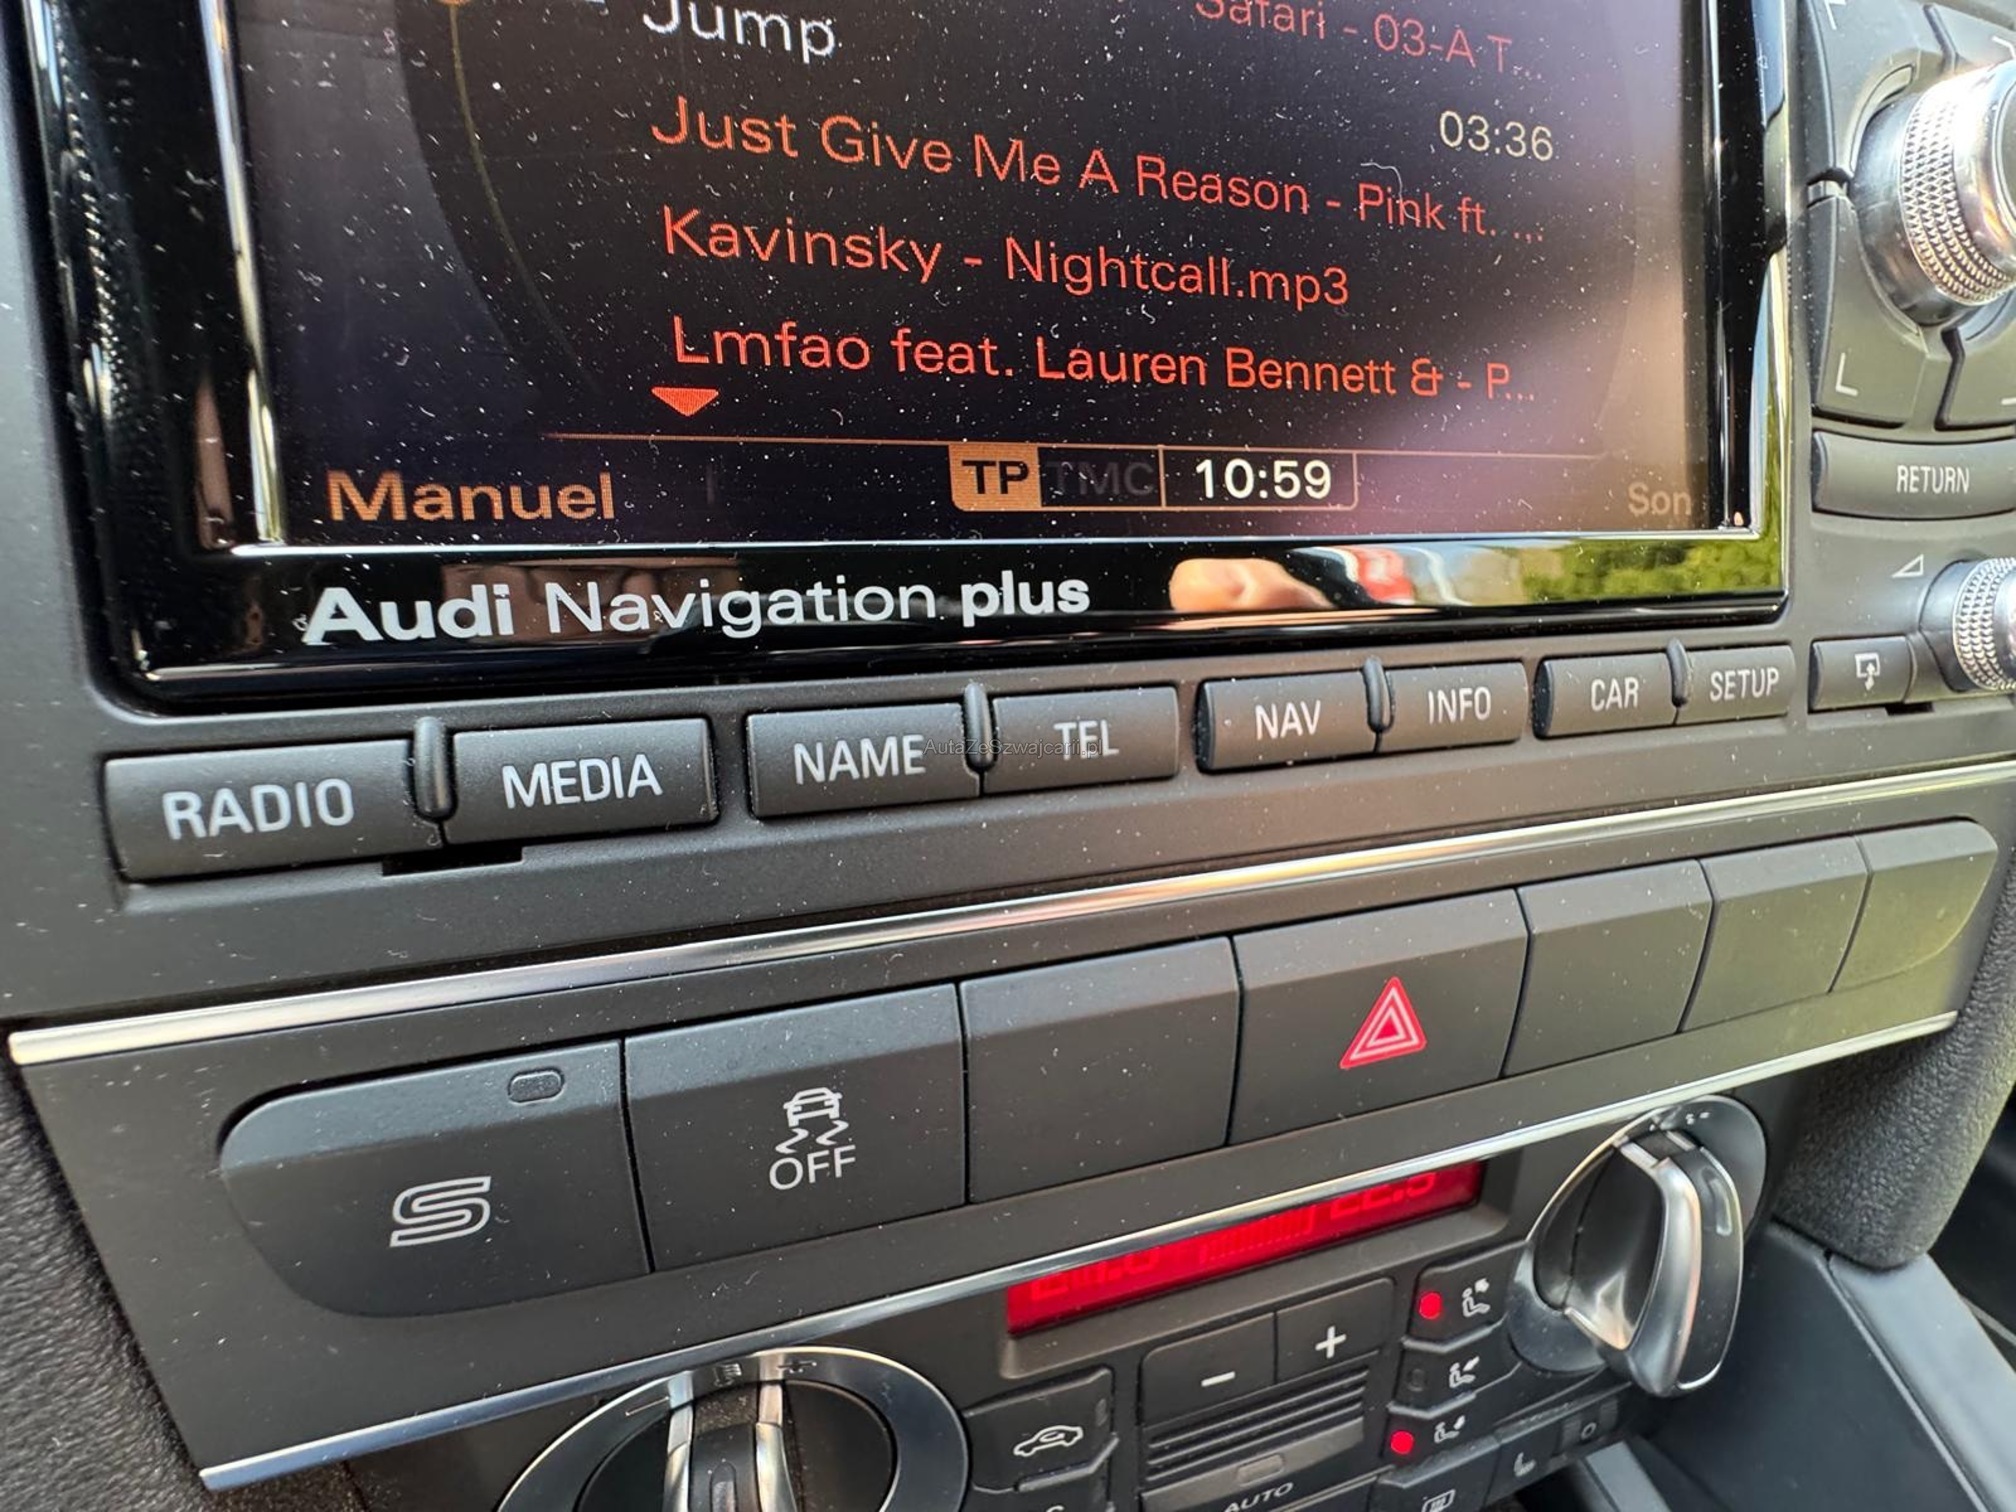 Jump
Safari - 03-A T...
03:36
Just Give Me A Reason - Pink ft. ...
Kavinsky - Nightcall.mp3
Lmfao feat. Lauren Bennett & - P...
Manuel
TP TMC 10:59
Son
Audi Navigation plus
RETURN
RADIO
MEDIA
NAME
TEL
NAV
INFO
CAR
SETUP
AutaZeSzwajcarii.pl
S
OFF
- +
AUTO